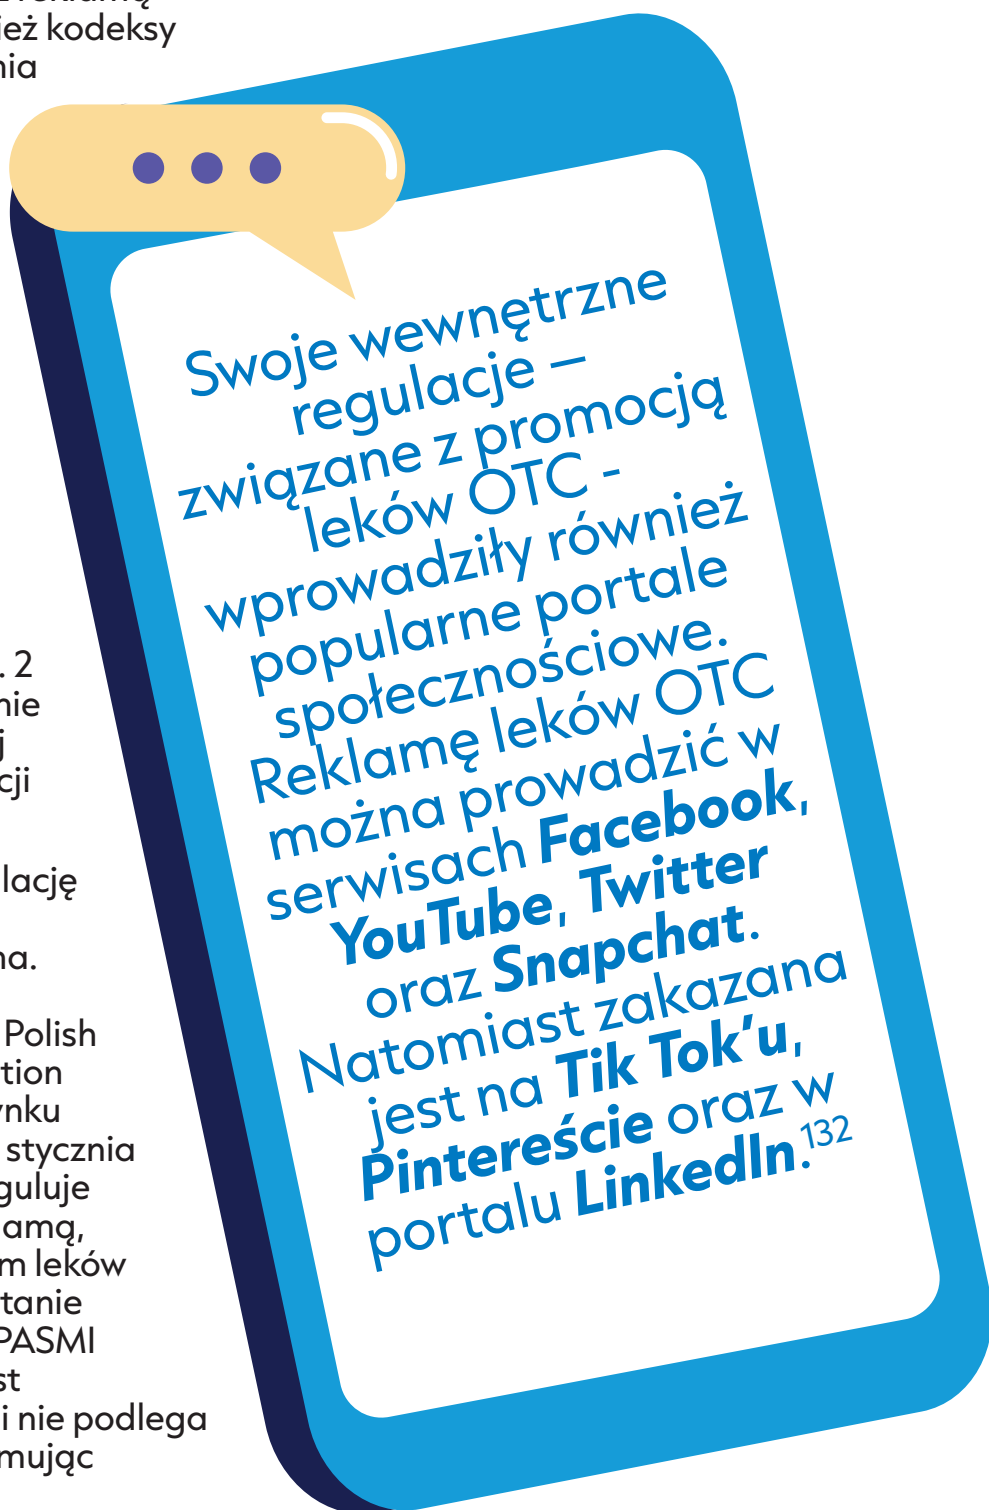 z reklamą
ież kodeksy
nia
. 2
nie
j
cji
lację
na.
Polish
tion
ynku
stycznia
guluje
amą,
m leków
tanie
PASMI
st
i nie podlega
mując
Swoje wewnętrzne
regulacje –
związane z promocją
leków OTC -
wprowadziły również
popularne portale
społecznościowe.
Reklamę leków OTC
można prowadzić w
serwisach Facebook,
YouTube, Twitter
oraz Snapchat.
Natomiast zakazana
jest na Tik Tok’u,
Pintereście oraz w
portalu LinkedIn.132